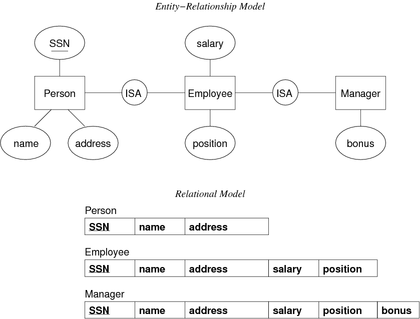 Entity−Relationship Model
SSN
salary
Person
ISA
Employee
ISA
Manager
name
address
position
bonus
Relational Model
Person
SSN name address
Employee
SSN name address salary position
Manager
SSN name address salary position bonus